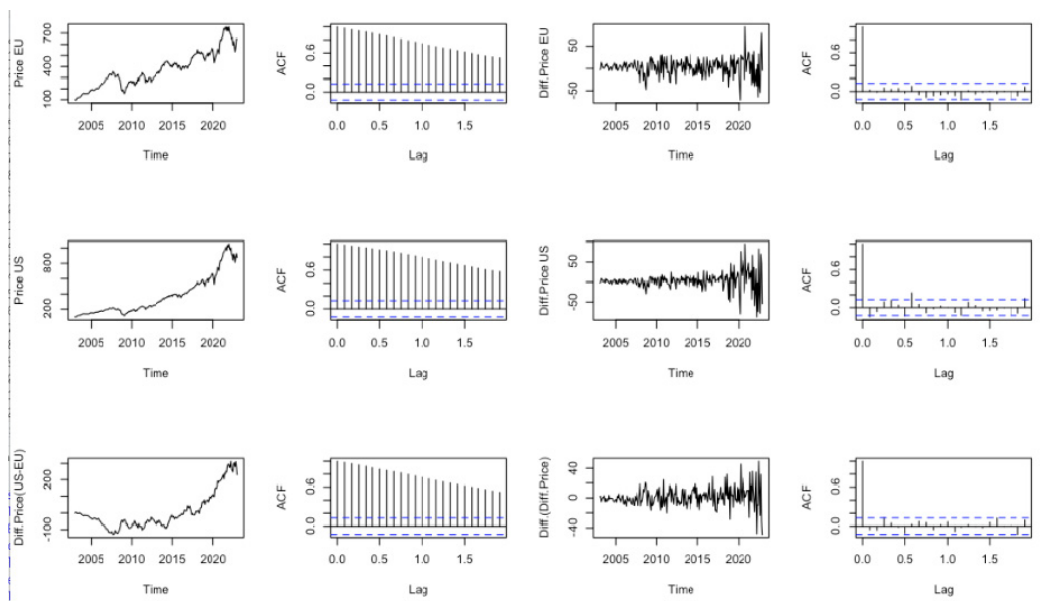 Price EU
100 400 700
2005 2010 2015 2020
Time
ACF
0.0 0.6
0.0 0.5 1.0 1.5
Lag
Diff.Price EU
-50 50
2005 2010 2015 2020
Time
ACF
0.0 0.6
0.0 0.5 1.0 1.5
Lag
Price US
200 800
2005 2010 2015 2020
Time
ACF
0.0 0.6
0.0 0.5 1.0 1.5
Lag
Diff.Price US
-50 50
2005 2010 2015 2020
Time
ACF
0.0 0.6
0.0 0.5 1.0 1.5
Lag
Diff.Price(US-EU)
-100 200
2005 2010 2015 2020
Time
ACF
0.0 0.6
0.0 0.5 1.0 1.5
Lag
Diff.(Diff.Price)
-40 0 40
2005 2010 2015 2020
Time
ACF
0.0 0.6
0.0 0.5 1.0 1.5
Lag